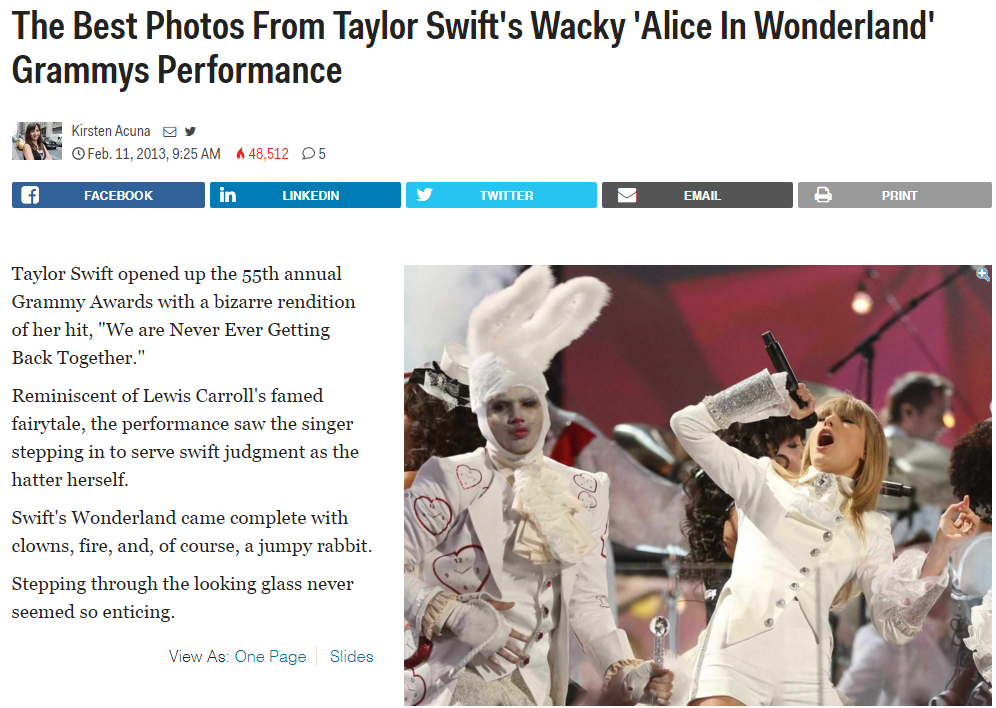 The Best Photos From Taylor Swift's Wacky 'Alice In Wonderland'
Grammys Performance
Kirsten Acuna
Feb. 11, 2013, 9:25 AM 48,512 5
FACEBOOK LINKEDIN TWITTER EMAIL PRINT
Taylor Swift opened up the 55th annual
Grammy Awards with a bizarre rendition
of her hit, "We are Never Ever Getting
Back Together."
Reminiscent of Lewis Carroll's famed
fairytale, the performance saw the singer
stepping in to serve swift judgment as the
hatter herself.
Swift's Wonderland came complete with
clowns, fire, and, of course, a jumpy rabbit.
Stepping through the looking glass never
seemed so enticing.
View As: One Page Slides